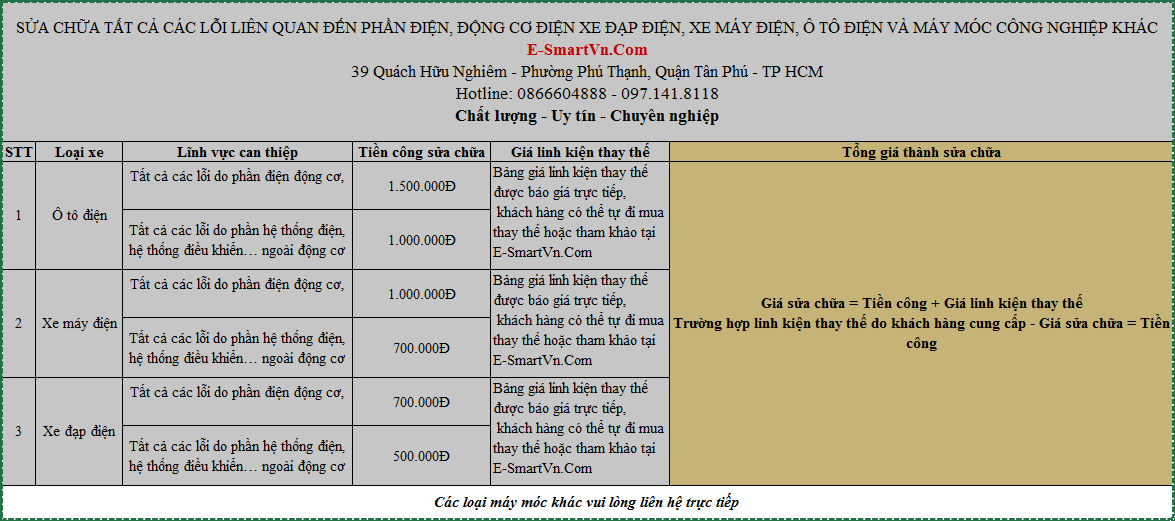 SỬA CHỮA TẤT CẢ CÁC LỖI LIÊN QUAN ĐẾN PHẦN ĐIỆN, ĐỘNG CƠ ĐIỆN XE ĐẠP ĐIỆN, XE MÁY ĐIỆN, Ô TÔ ĐIỆN VÀ MÁY MÓC CÔNG NGHIỆP KHÁC
E-SmartVn.Com
39 Quách Hữu Nghiêm - Phường Phú Thạnh, Quận Tân Phú - TP HCM
Hotline: 0866604888 - 097.141.8118
Chất lượng - Uy tín - Chuyên nghiệp
STT Loại xe Lĩnh vực can thiệp Tiền công sửa chữa Giá linh kiện thay thế Tổng giá thành sửa chữa
1 Ô tô điện
Tất cả các lỗi do phần điện động cơ,
1.500.000Đ
Tất cả các lỗi do phần hệ thống điện,
hệ thống điều khiển… ngoài động cơ
1.000.000Đ
Bảng giá linh kiện thay thế
được báo giá trực tiếp,
khách hàng có thể tự đi mua
thay thế hoặc tham khảo tại
E-SmartVn.Com
2 Xe máy điện
Tất cả các lỗi do phần điện động cơ,
1.000.000Đ
Tất cả các lỗi do phần hệ thống điện,
hệ thống điều khiển… ngoài động cơ
700.000Đ
Bảng giá linh kiện thay thế
được báo giá trực tiếp,
khách hàng có thể tự đi mua
thay thế hoặc tham khảo tại
E-SmartVn.Com
3 Xe đạp điện
Tất cả các lỗi do phần điện động cơ,
700.000Đ
Tất cả các lỗi do phần hệ thống điện,
hệ thống điều khiển… ngoài động cơ
500.000Đ
Bảng giá linh kiện thay thế
được báo giá trực tiếp,
khách hàng có thể tự đi mua
thay thế hoặc tham khảo tại
E-SmartVn.Com
Giá sửa chữa = Tiền công + Giá linh kiện thay thế
Trường hợp linh kiện thay thế do khách hàng cung cấp - Giá sửa chữa = Tiền
công
Các loại máy móc khác vui lòng liên hệ trực tiếp